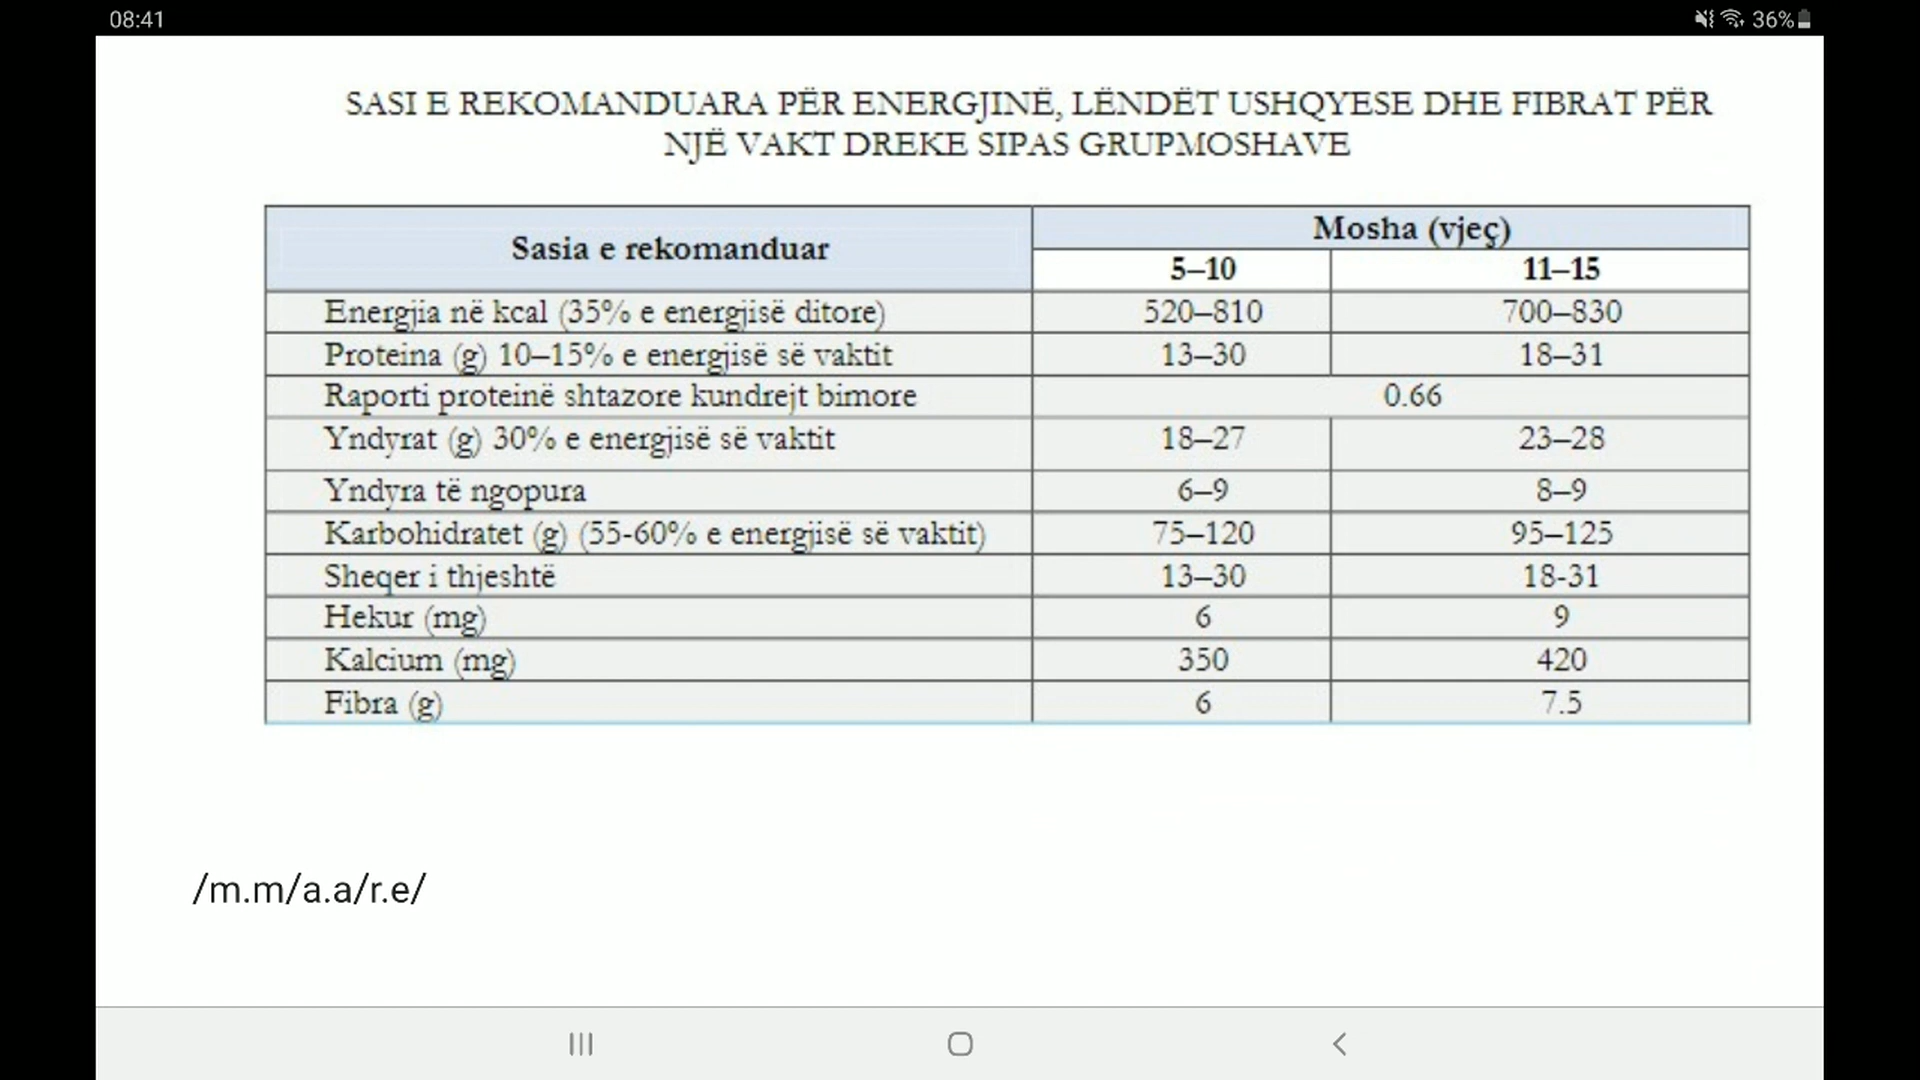 08:41
36%
SASI E REKOMANDUARA PËR ENERGJINË, LËNDËT USHQYESE DHE FIBRAT PËR
NJË VAKT DREKE SIPAS GRUPMOSHAVE
Sasia e rekomanduar
Mosha (vjeç)
5–10 11–15
Energjia në kcal (35% e energjisë ditore) 520–810 700–830
Proteina (g) 10–15% e energjisë së vaktit 13–30 18–31
Raporti proteinë shtazore kundrejt bimore 0.66
Yndyrat (g) 30% e energjisë së vaktit 18–27 23–28
Yndyra të ngopura 6–9 8–9
Karbohidratet (g) (55-60% e energjisë së vaktit) 75–120 95–125
Sheqer i thjeshtë 13–30 18-31
Hekur (mg) 6 9
Kalcium (mg) 350 420
Fibra (g) 6 7.5
/m.m/a.a/r.e/